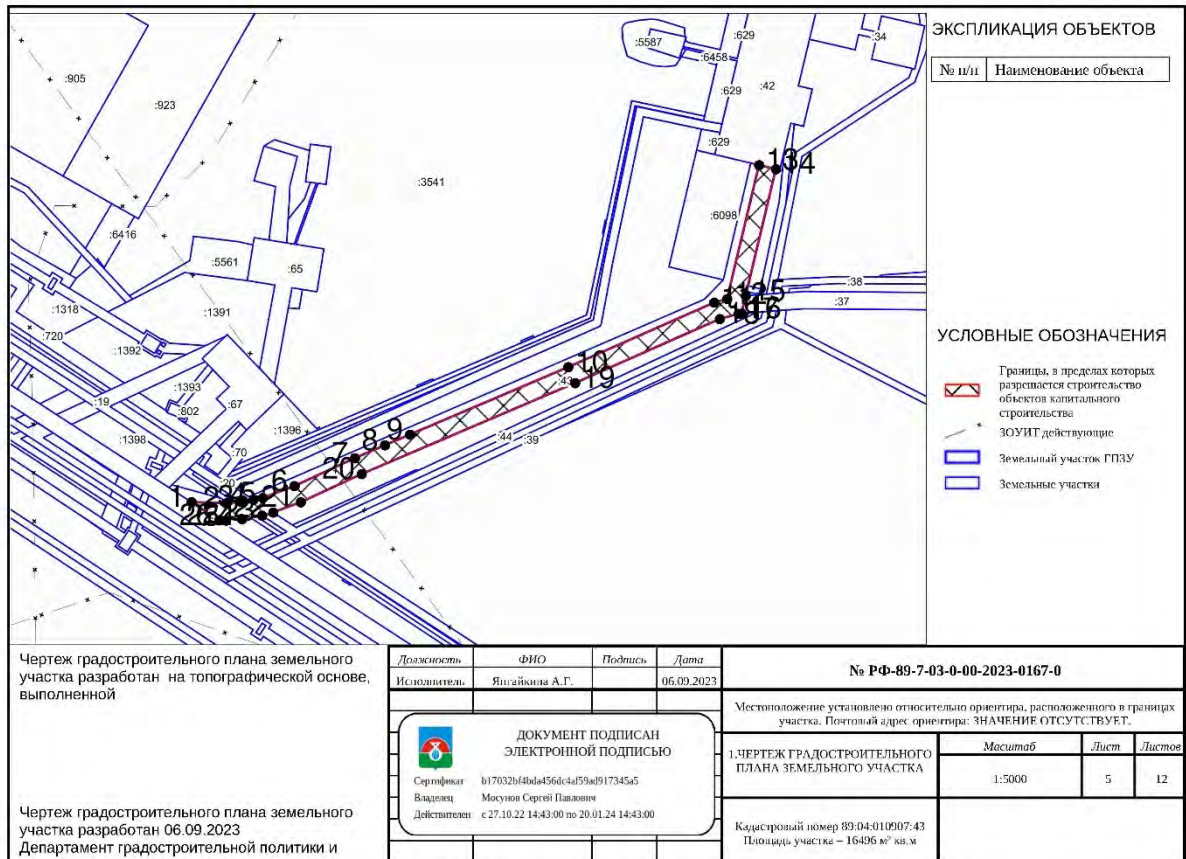 :5587
:629
:34
:6458
:905
:923
:629
:42
:629
13
14
:3541
:6416
:6098
:5561
:65
:38
:37
:1318
:1391
:720
:1392
10
:43
19
:1393
:19
:802
:67
:1398
:1396
:70
:20
:44
:39
9
8
7
20
6
5
1
ЭКСПЛИКАЦИЯ ОБЪЕКТОВ
№ п/п Наименование объекта
УСЛОВНЫЕ ОБОЗНАЧЕНИЯ
Границы, в пределах которых
разрешается строительство
объектов капитального
строительства
ЗОУИТ действующие
Земельный участок ГПЗУ
Земельные участки
Чертеж градостроительного плана земельного
участка разработан на топографической основе,
выполненной
Чертеж градостроительного плана земельного
участка разработан 06.09.2023
Департамент градостроительной политики и
Должность ФИО Подпись Дата
Исполнитель Янгайкина А.Г. 06.09.2023
ДОКУМЕНТ ПОДПИСАН
ЭЛЕКТРОННОЙ ПОДПИСЬЮ
Сертификат b17032bf4bda456dc4af59ad917345a5
Владелец Мосунов Сергей Павлович
Действителен с 27.10.22 14:43:00 по 20.01.24 14:43:00
№ РФ-89-7-03-0-00-2023-0167-0
Местоположение установлено относительно ориентира, расположенного в границах
участка. Почтовый адрес ориентира: ЗНАЧЕНИЕ ОТСУТСТВУЕТ.
1.ЧЕРТЕЖ ГРАДОСТРОИТЕЛЬНОГО
ПЛАНА ЗЕМЕЛЬНОГО УЧАСТКА
Масштаб Лист Листов
1:5000 5 12
Кадастровый номер 89:04:010907:43
Площадь участка – 16496 м² кв.м